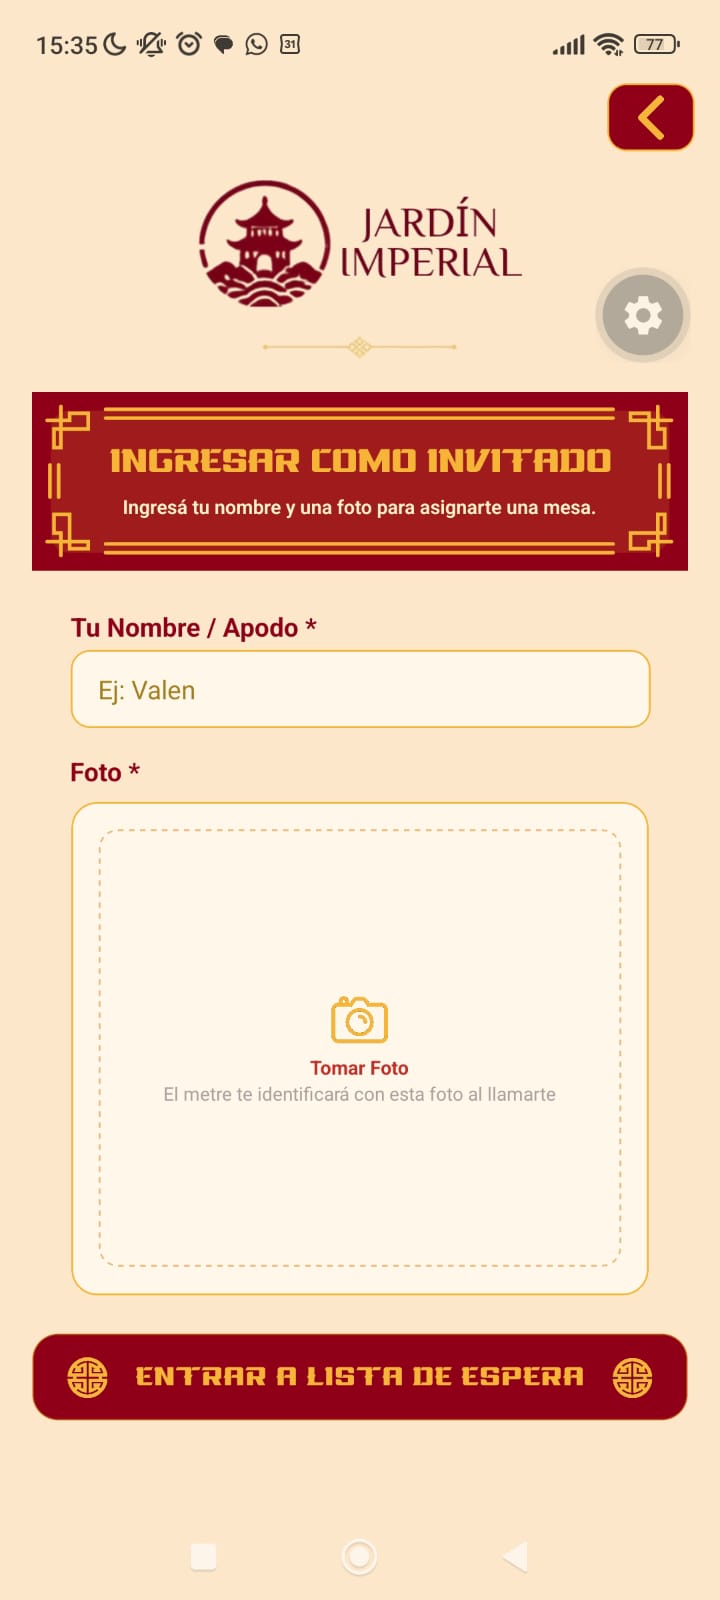 15:35
31
77
JARDÍN
IMPERIAL
INGRESAR COMO INVITADO
Ingresá tu nombre y una foto para asignarte una mesa.
Tu Nombre / Apodo *
Ej: Valen
Foto *
Tomar Foto
El metre te identificará con esta foto al llamarte
ENTRAR A LISTA DE ESPERA